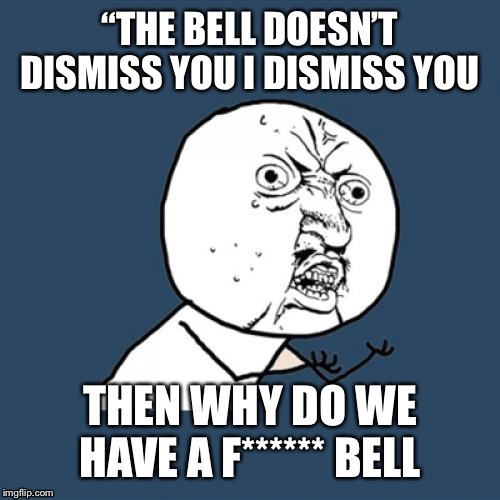 “THE BELL DOESN’T
DISMISS YOU I DISMISS YOU
THEN WHY DO WE
HAVE A F****** BELL
imgflip.com